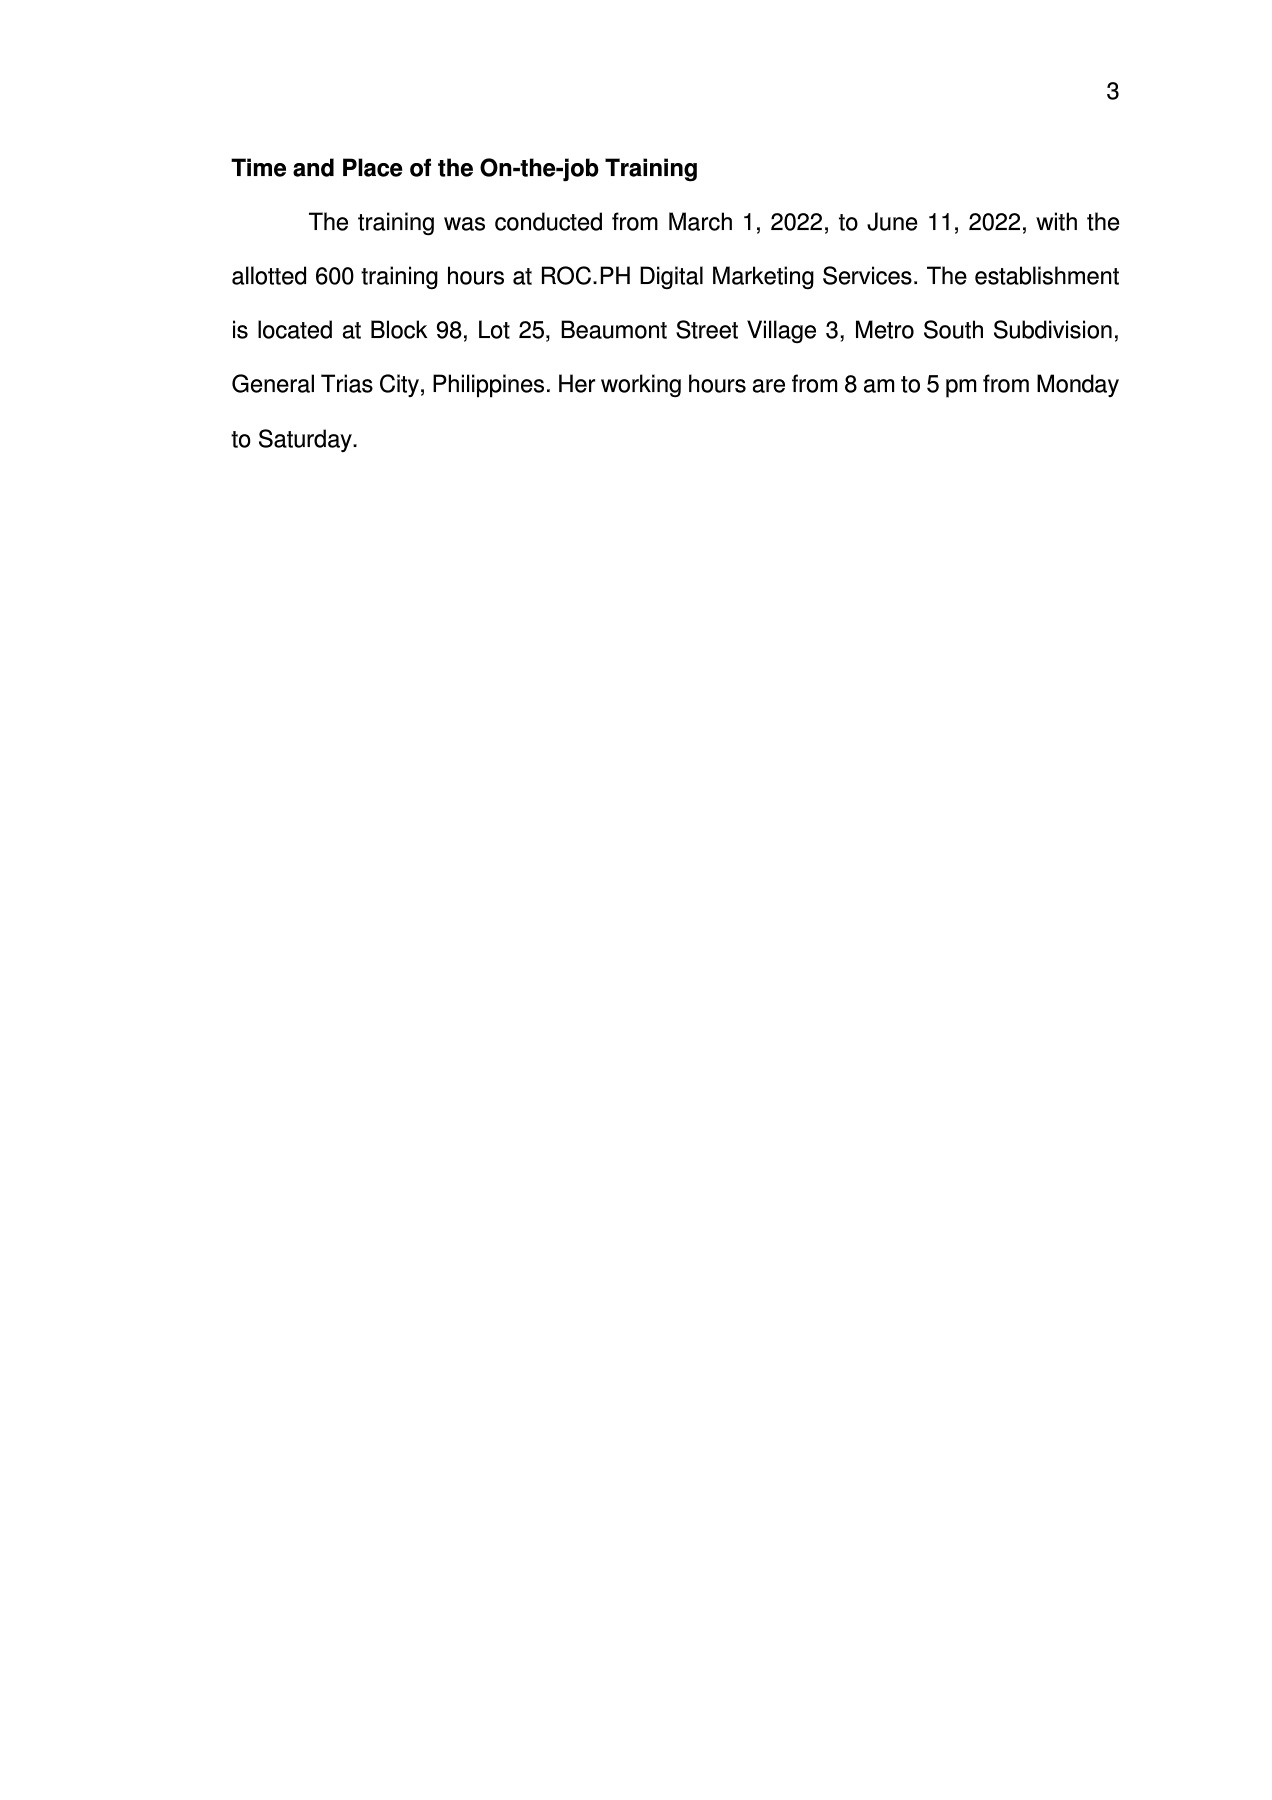 3
Time and Place of the On-the-job Training
The training was conducted from March 1, 2022, to June 11, 2022, with the
allotted 600 training hours at ROC.PH Digital Marketing Services. The establishment
is located at Block 98, Lot 25, Beaumont Street Village 3, Metro South Subdivision,
General Trias City, Philippines. Her working hours are from 8 am to 5 pm from Monday
to Saturday.